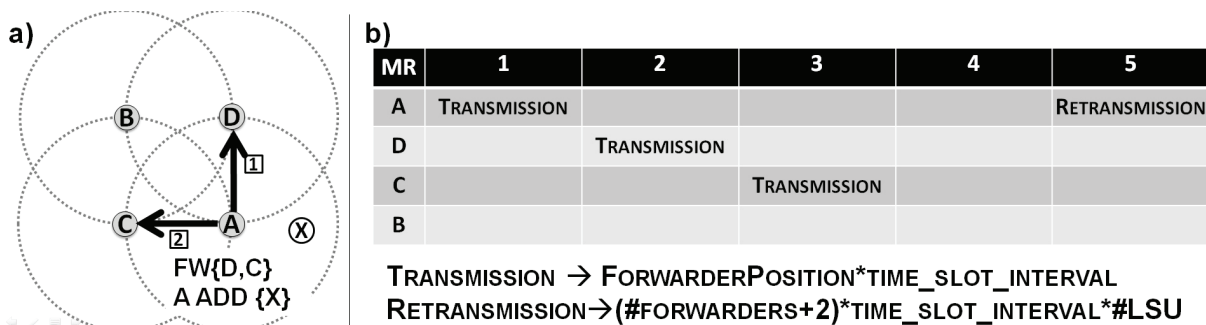 a)
B
D
1
C
A
2
X
FW{D,C}
A ADD {X}
b)
MR 1 2 3 4 5
A TRANSMISSION RETRANSMISSION
D TRANSMISSION
C TRANSMISSION
B
TRANSMISSION → FORWARDERPOSITION*TIME_SLOT_INTERVAL
RETRANSMISSION→(#FORWARDERS+2)*TIME_SLOT_INTERVAL*#LSU